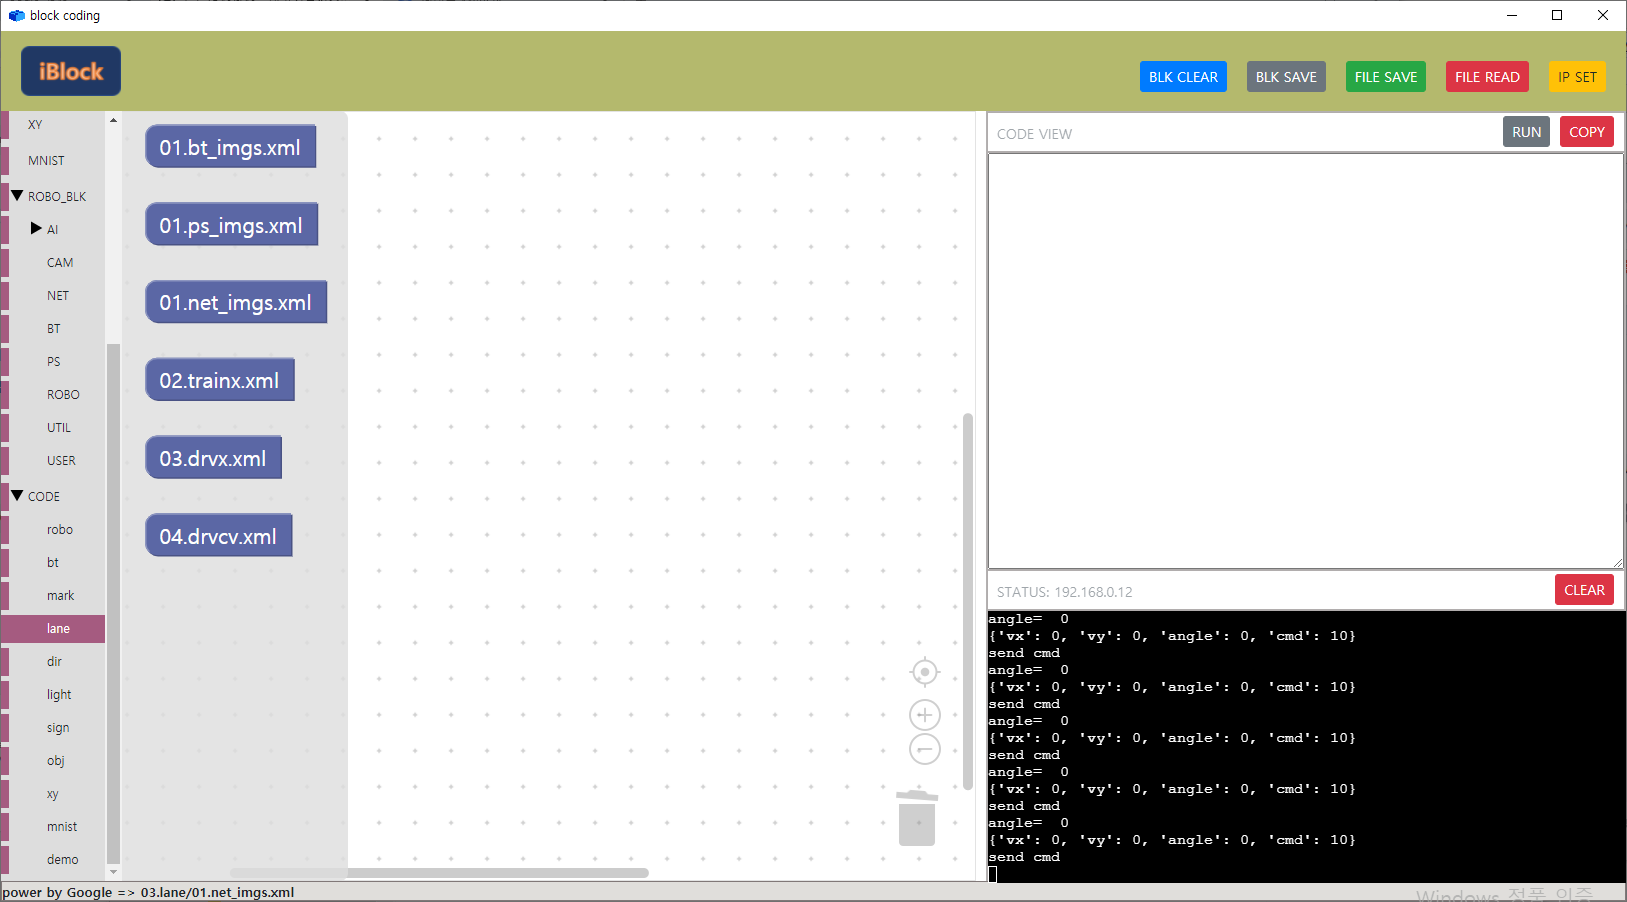 block coding
iBlock
BLK CLEAR
BLK SAVE
FILE SAVE
FILE READ
IP SET
XY
MNIST
ROBO_BLK
AI
CAM
NET
BT
PS
ROBO
UTIL
USER
CODE
robo
bt
mark
lane
dir
light
sign
obj
xy
mnist
demo
01.bt_imgs.xml
01.ps_imgs.xml
01.net_imgs.xml
02.trainx.xml
03.drvx.xml
04.drvcv.xml
CODE VIEW
RUN
COPY
STATUS: 192.168.0.12
CLEAR
angle=  0
{'vx': 0, 'vy': 0, 'angle': 0, 'cmd': 10}
send cmd
angle=  0
{'vx': 0, 'vy': 0, 'angle': 0, 'cmd': 10}
send cmd
angle=  0
{'vx': 0, 'vy': 0, 'angle': 0, 'cmd': 10}
send cmd
angle=  0
{'vx': 0, 'vy': 0, 'angle': 0, 'cmd': 10}
send cmd
angle=  0
{'vx': 0, 'vy': 0, 'angle': 0, 'cmd': 10}
send cmd
power by Google => 03.lane/01.net_imgs.xml
Windows 정품 인증